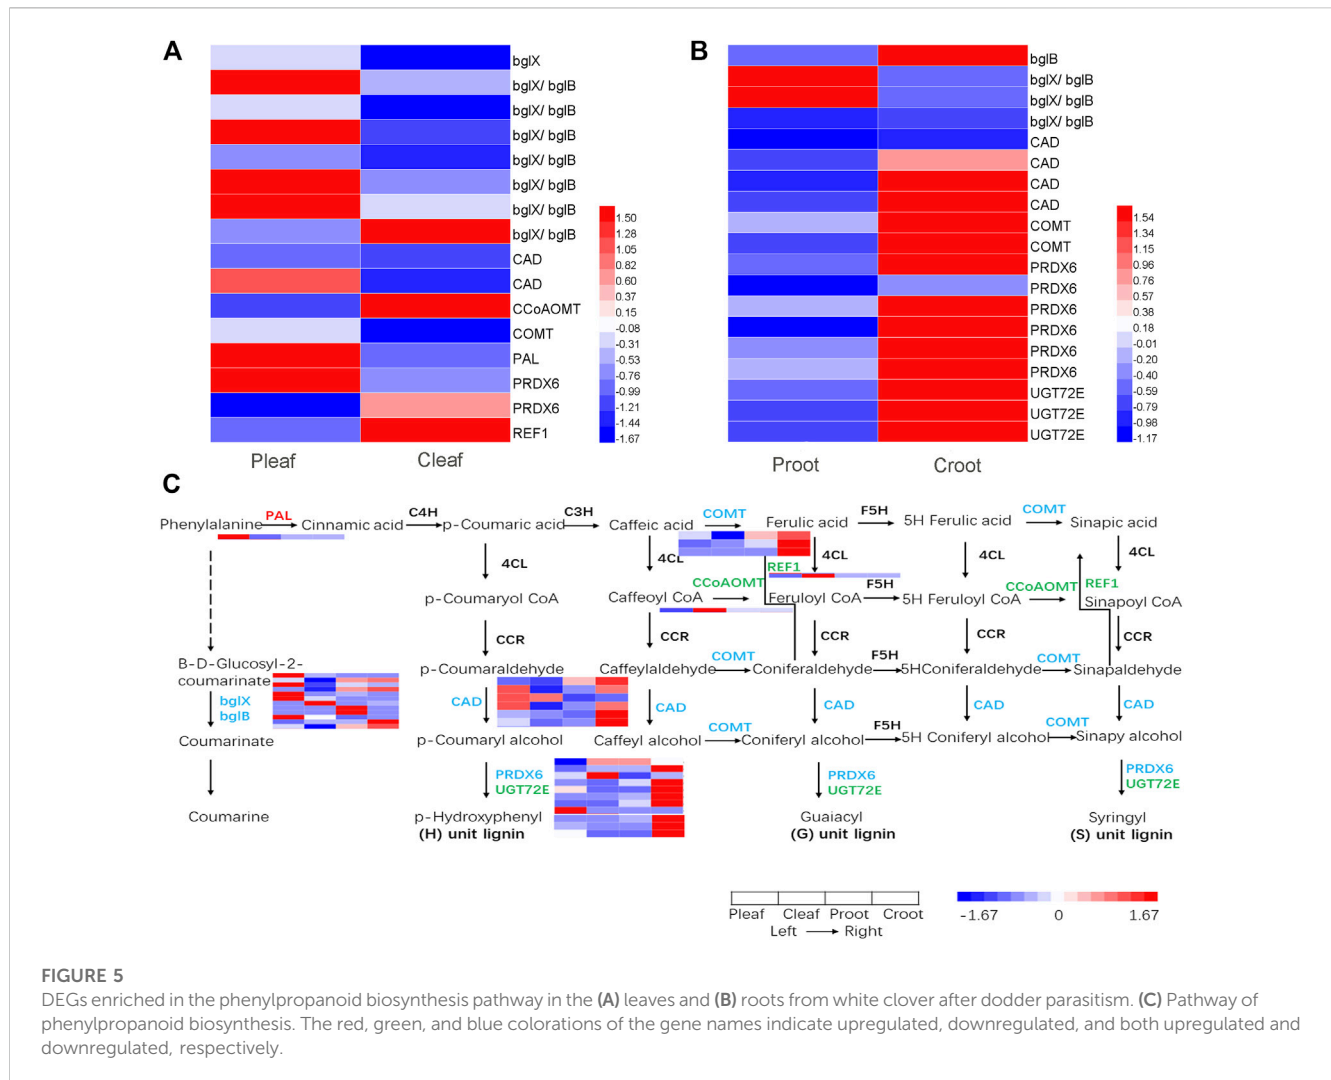 A
bglX
bglX/ bglB
bglX/ bglB
bglX/ bglB
bglX/ bglB
bglX/ bglB
bglX/ bglB
bglX/ bglB
CAD
CAD
CCoAOMT
COMT
PAL
PRDX6
PRDX6
REF1
1.50
1.28
1.05
0.82
0.60
0.37
0.15
-0.08
-0.31
-0.53
-0.76
-0.99
-1.21
-1.44
-1.67
Pleaf
Cleaf
B
bglB
bglX/ bglB
bglX/ bglB
bglX/ bglB
CAD
CAD
CAD
CAD
COMT
COMT
PRDX6
PRDX6
PRDX6
PRDX6
PRDX6
PRDX6
UGT72E
UGT72E
UGT72E
1.54
1.34
1.15
0.96
0.76
0.57
0.38
0.18
-0.01
-0.20
-0.40
-0.59
-0.79
-0.98
-1.17
Proot
Croot
C
Phenylalanine PAL Cinnamic acid C4H p-Coumaric acid C3H Caffeic acid COMT Ferulic acid F5H 5H Ferulic acid COMT Sinapic acid
4CL 4CL 4CL 4CL 4CL
p-Coumaryol CoA Caffeoyl CoA CCoAOMT REF1 Feruloyl CoA F5H 5H Feruloyl CoA CCoAOMT REF1 Sinapoyl CoA
CCR CCR CCR CCR CCR
B-D-Glucosyl-2-
coumarinate
p-Coumaraldehyde Caffeylaldehyde COMT Coniferaldehyde F5H 5HConiferaldehyde COMT Sinapaldehyde
bglX
bglB
CAD CAD CAD CAD CAD
Coumarinate p-Coumaryl alcohol Caffeyl alcohol COMT Coniferyl alcohol F5H 5H Coniferyl alcohol COMT Sinapy alcohol
PRDX6 PRDX6 PRDX6
UGT72E UGT72E UGT72E
Coumarine p-Hydroxyphenyl Guaiacyl Syringyl
(H) unit lignin (G) unit lignin (S) unit lignin
Pleaf Cleaf Proot Croot
Left Right
-1.67 0 1.67
FIGURE 5
DEGs enriched in the phenylpropanoid biosynthesis pathway in the (A) leaves and (B) roots from white clover after dodder parasitism. (C) Pathway of
phenylpropanoid biosynthesis. The red, green, and blue colorations of the gene names indicate upregulated, downregulated, and both upregulated and
downregulated, respectively.